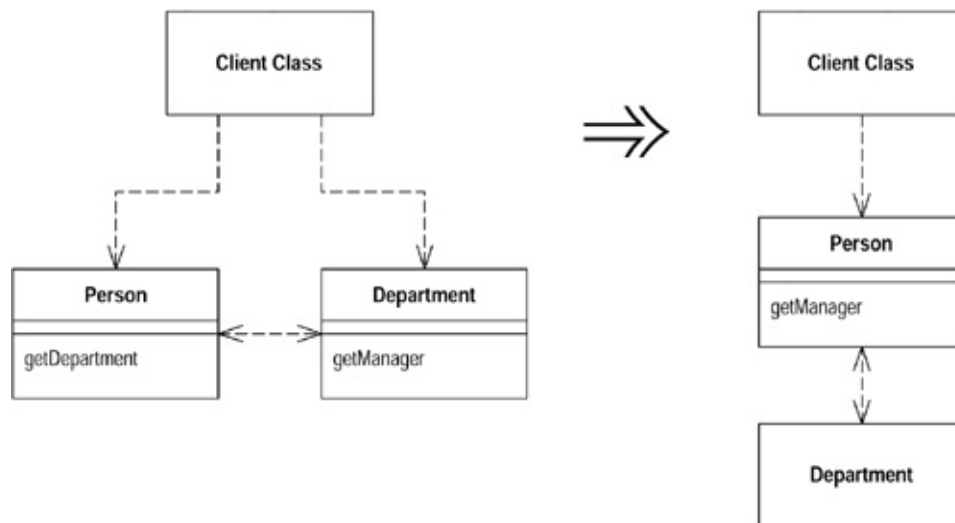 Client Class
Person
getDepartment
Department
getManager
Client Class
Person
getManager
Department